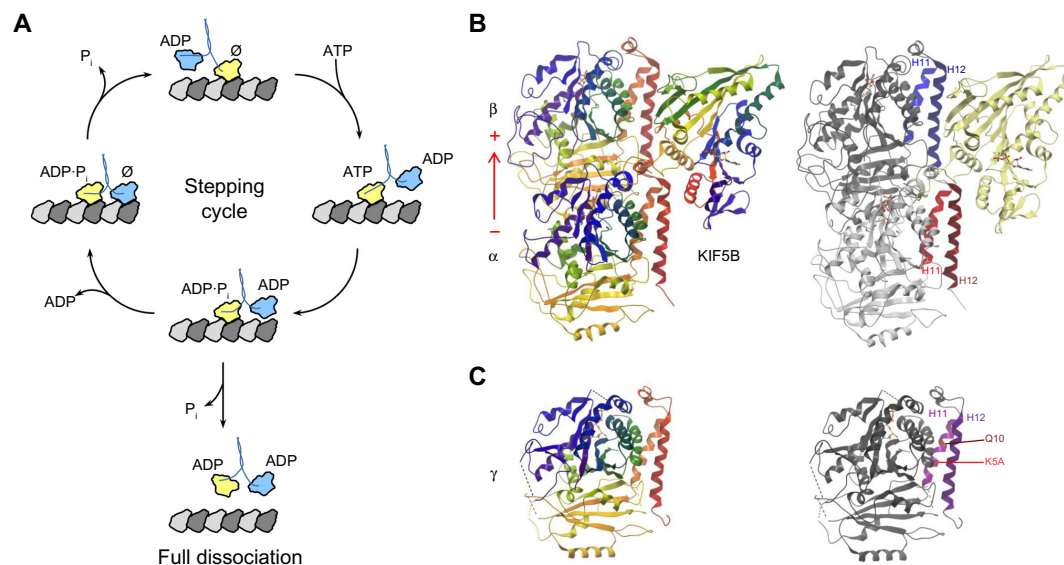 A
ADP
Ø
P i
ATP
ADP·P i
Ø
Stepping
cycle
ATP
ADP
ADP
ADP·P i
ADP
P i
ADP
ADP
Full dissociation
B
β
+
−
α
KIF5B
H11
H12
H11
H12
C
γ
H11
H12
Q10
K5A